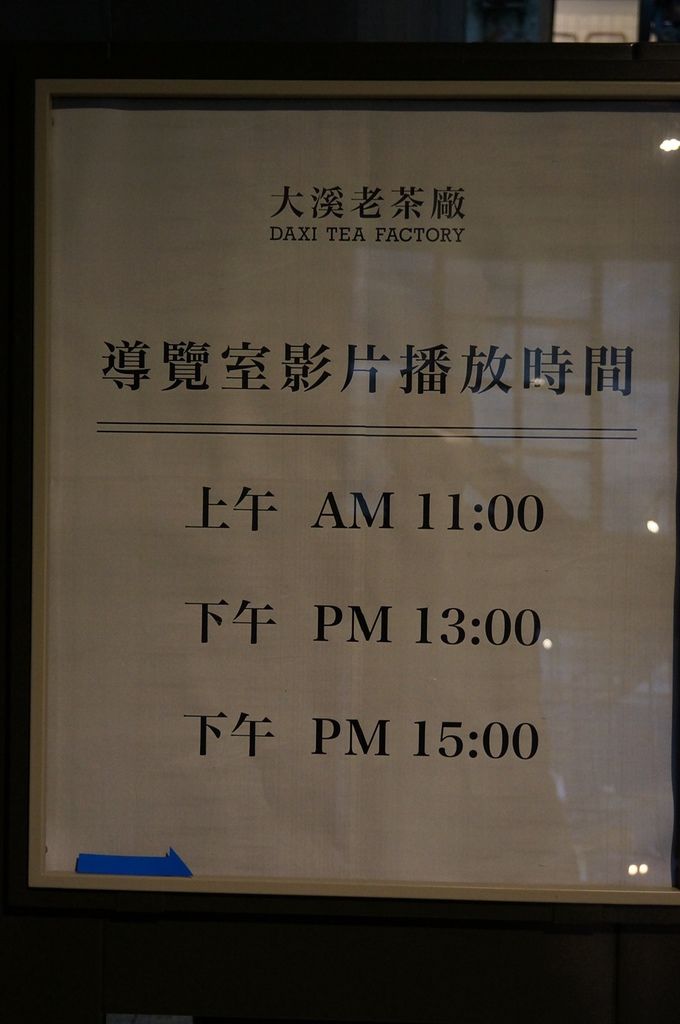 大溪老茶廠
DAXI TEA FACTORY
導覽室影片播放時間
上午 AM 11:00
下午 PM 13:00
下午 PM 15:00